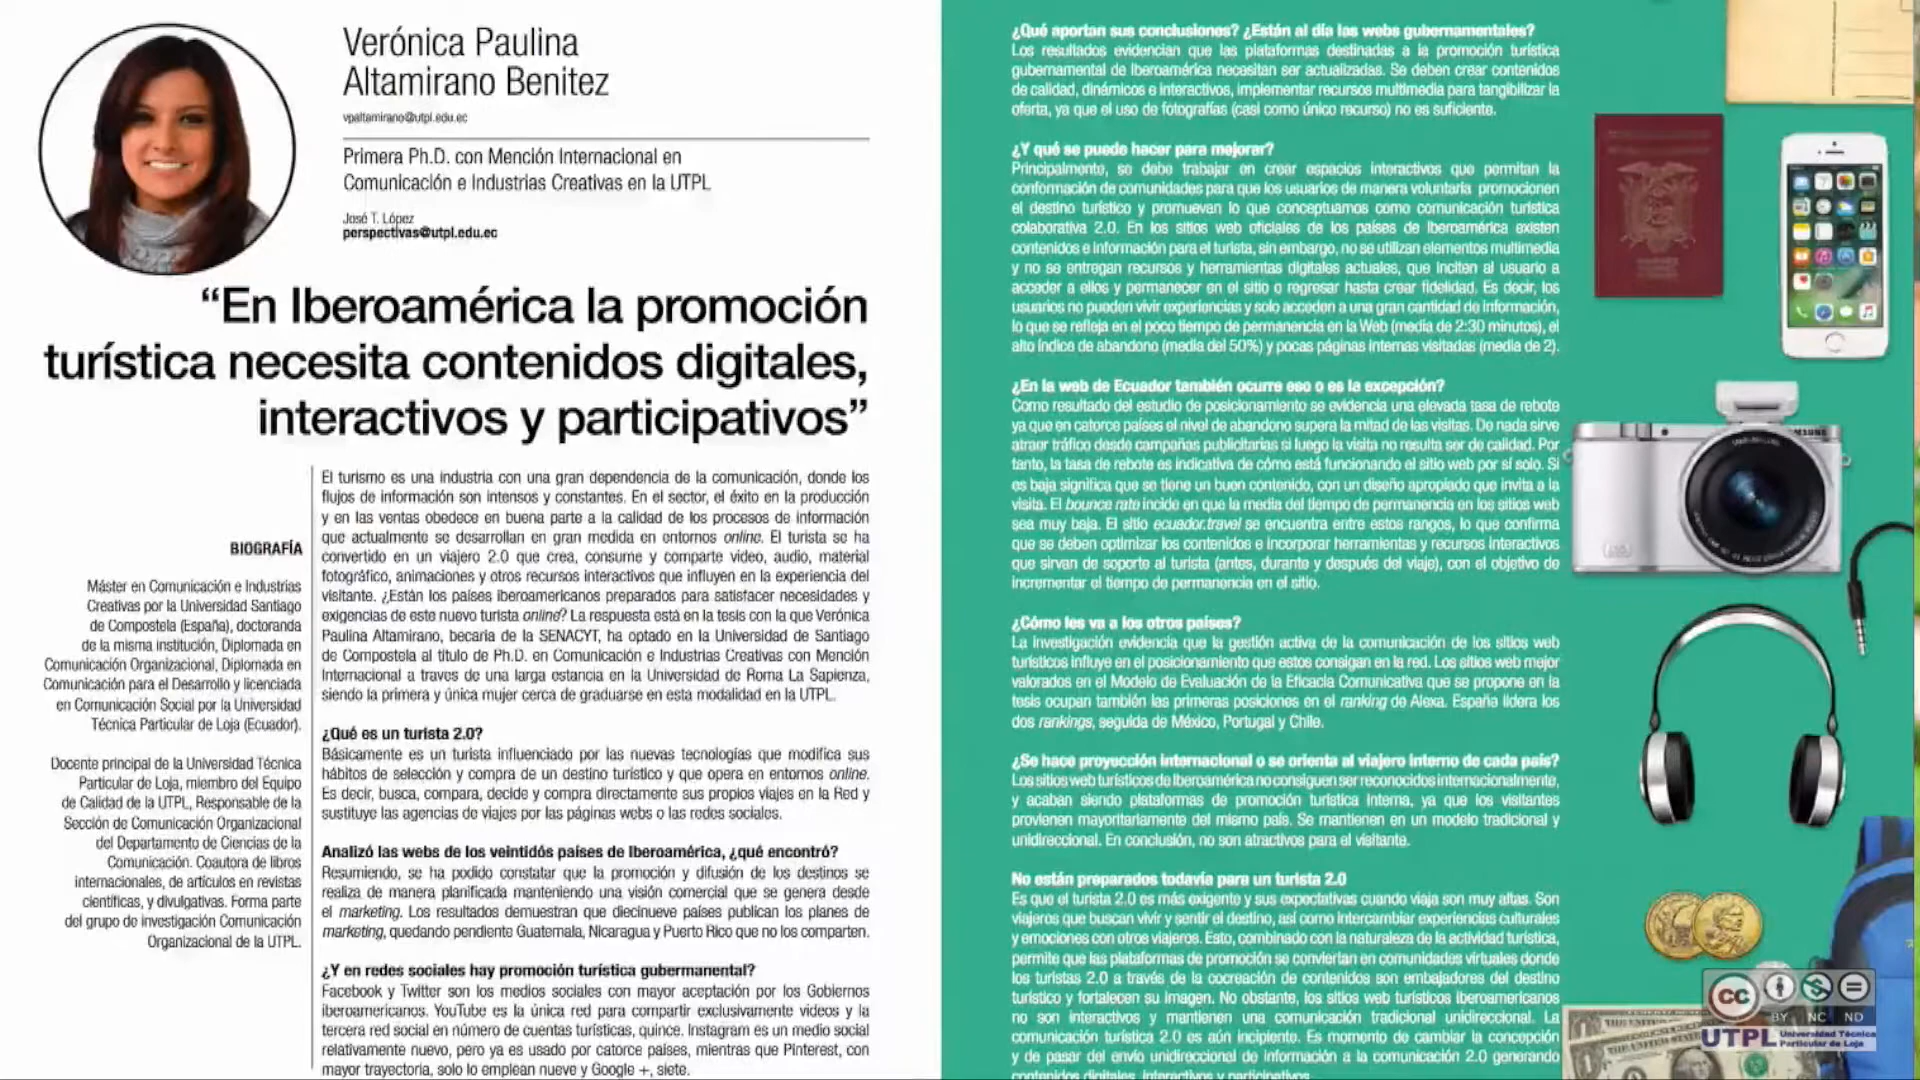 Verónica Paulina
Altamirano Benitez
vpaltamirano@utpl.edu.ec
Primera Ph.D. con Mención Internacional en
Comunicación e Industrias Creativas en la UTPL
José T. López
perspectivas@utpl.edu.ec
“En Iberoamérica la promoción
turística necesita contenidos digitales,
interactivos y participativos”
BIOGRAFÍA
Máster en Comunicación e Industrias
Creativas por la Universidad Santiago
de Compostela (España), doctoranda
de la misma institución, Diplomada en
Comunicación Organizacional, Diplomada en
Comunicación para el Desarrollo y licenciada
en Comunicación Social por la Universidad
Técnica Particular de Loja (Ecuador).
Docente principal de la Universidad Técnica
Particular de Loja, miembro del Equipo
de Calidad de la UTPL, Responsable de la
Sección de Comunicación Organizacional
del Departamento de Ciencias de la
Comunicación. Coautora de libros
internacionales, de artículos en revistas
científicas, y divulgativas. Forma parte
del grupo de investigación Comunicación
Organizacional de la UTPL.
El turismo es una industria con una gran dependencia de la comunicación, donde los
flujos de información son intensos y constantes. En el sector, el éxito en la producción
y en las ventas obedece en buena parte a la calidad de los procesos de información
que actualmente se desarrollan en gran medida en entornos online. El turista se ha
convertido en un viajero 2.0 que crea, consume y comparte video, audio, material
fotográfico, animaciones y otros recursos interactivos que influyen en la experiencia del
visitante. ¿Están los países iberoamericanos preparados para satisfacer necesidades y
exigencias de este nuevo turista online? La respuesta está en la tesis con la que Verónica
Paulina Altamirano, becaria de la SENACYT, ha optado en la Universidad de Santiago
de Compostela al título de Ph.D. en Comunicación e Industrias Creativas con Mención
Internacional a traves de una larga estancia en la Universidad de Roma La Sapienza,
siendo la primera y única mujer cerca de graduarse en esta modalidad en la UTPL.
¿Qué es un turista 2.0?
Básicamente es un turista influenciado por las nuevas tecnologías que modifica sus
hábitos de selección y compra de un destino turístico y que opera en entornos online.
Es decir, busca, compara, decide y compra directamente sus propios viajes en la Red y
sustituye las agencias de viajes por las páginas webs o las redes sociales.
Analizó las webs de los veintidós países de Iberoamérica, ¿qué encontró?
Resumiendo, se ha podido constatar que la promoción y difusión de los destinos se
realiza de manera planificada manteniendo una visión comercial que se genera desde
el marketing. Los resultados demuestran que diecinueve países publican los planes de
marketing, quedando pendiente Guatemala, Nicaragua y Puerto Rico que no los comparten.
¿Y en redes sociales hay promoción turística gubermanental?
Facebook y Twitter son los medios sociales con mayor aceptación por los Gobiernos
iberoamericanos. YouTube es la única red para compartir exclusivamente videos y la
tercera red social en número de cuentas turísticas, quince. Instagram es un medio social
relativamente nuevo, pero ya es usado por catorce países, mientras que Pinterest, con
mayor trayectoria, solo lo emplean nueve y Google +, siete.
¿Qué aportan sus conclusiones? ¿Están al día las webs gubernamentales?
Los resultados evidencian que las plataformas destinadas a la promoción turística
gubernamental de Iberoamérica necesitan ser actualizadas. Se deben crear contenidos
de calidad, dinámicos e interactivos, implementar recursos multimedia para tangibilizar la
oferta, ya que el uso de fotografías (casi como único recurso) no es suficiente.
¿Y qué se puede hacer para mejorar?
Principalmente, se debe trabajar en crear espacios interactivos que permitan la
conformación de comunidades para que los usuarios de manera voluntaria promocionen
el destino turístico y promuevan lo que conceptuamos como comunicación turística
colaborativa 2.0. En los sitios web oficiales de los países de Iberoamérica existen
contenidos e información para el turista, sin embargo, no se utilizan elementos multimedia
y no se entregan recursos y herramientas digitales actuales, que inciten al usuario a
acceder a ellos y permanecer en el sitio o regresar hasta crear fidelidad. Es decir, los
usuarios no pueden vivir experiencias y solo acceden a una gran cantidad de información,
lo que se refleja en el poco tiempo de permanencia en la Web (media de 2:30 minutos), el
alto índice de abandono (media del 50%) y pocas páginas internas visitadas (media de 2).
¿En la web de Ecuador también ocurre eso o es la excepción?
Como resultado del estudio de posicionamiento se evidencia una elevada tasa de rebote
ya que en catorce países el nivel de abandono supera la mitad de las visitas. De nada sirve
atraer tráfico desde campañas publicitarias si luego la visita no resulta ser de calidad. Por
tanto, la tasa de rebote es indicativa de cómo está funcionando el sitio web por sí solo. Si
es baja significa que se tiene un buen contenido, con un diseño apropiado que invita a la
visita. El bounce rate incide en que la media del tiempo de permanencia en los sitios web
sea muy baja. El sitio ecuador.travel se encuentra entre estos rangos, lo que confirma
que se deben optimizar los contenidos e incorporar herramientas y recursos interactivos
que sirvan de soporte al turista (antes, durante y después del viaje), con el objetivo de
incrementar el tiempo de permanencia en el sitio.
¿Cómo les va a los otros países?
La investigación evidencia que la gestión activa de la comunicación de los sitios web
turísticos influye en el posicionamiento que estos consigan en la red. Los sitios web mejor
valorados en el Modelo de Evaluación de la Eficacia Comunicativa que se propone en la
tesis ocupan también las primeras posiciones en el ranking de Alexa. España lidera los
dos rankings, seguida de México, Portugal y Chile.
¿Se hace proyección internacional o se orienta al viajero interno de cada país?
Los sitios web turísticos de Iberoamérica no consiguen ser reconocidos internacionalmente,
y acaban siendo plataformas de promoción turística interna, ya que los visitantes
provienen mayoritariamente del mismo país. Se mantienen en un modelo tradicional y
unidireccional. En conclusión, no son atractivos para el visitante.
No están preparados todavía para un turista 2.0
Es que el turista 2.0 es más exigente y sus expectativas cuando viaja son muy altas. Son
viajeros que buscan vivir y sentir el destino, así como intercambiar experiencias culturales
y emociones con otros viajeros. Esto, combinado con la naturaleza de la actividad turística,
permite que las plataformas de promoción se conviertan en comunidades virtuales donde
los turistas 2.0 a través de la cocreación de contenidos son embajadores del destino
turístico y fortalecen su imagen. No obstante, los sitios web turísticos iberoamericanos
no son interactivos y mantienen una comunicación tradicional unidireccional. La
comunicación turística 2.0 es aún incipiente. Es momento de cambiar la concepción
y de pasar del envío unidireccional de información a la comunicación 2.0 generando
contenidos digitales, interactivos y participativos.
SAMSUNG
cc
BY NC ND
UTPL Universidad Técnica
Particular de Loja